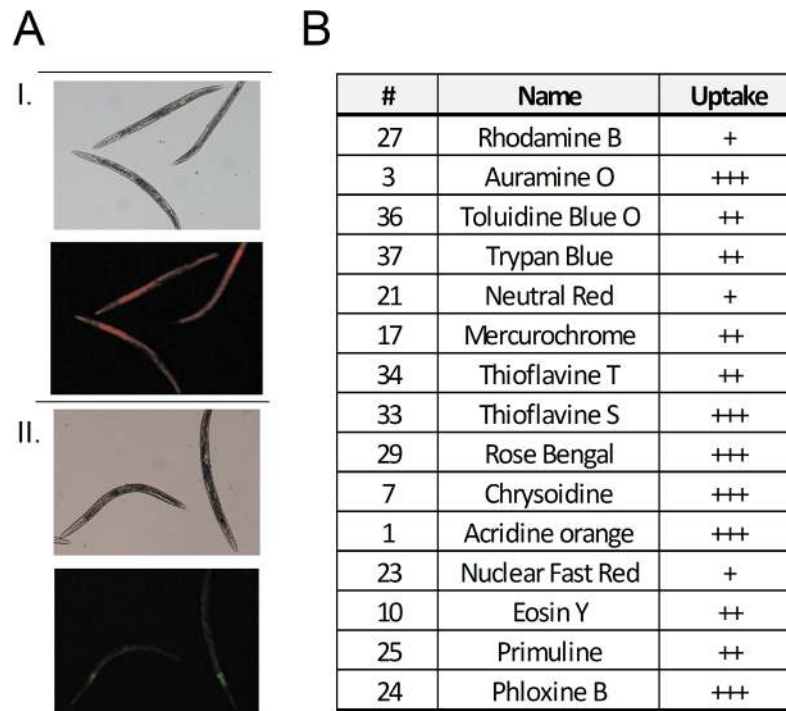 A
B
I.
II.
# Name Uptake
27 Rhodamine B +
3 Auramine O +++
36 Toluidine Blue O ++
37 Trypan Blue ++
21 Neutral Red +
17 Mercurochrome ++
34 Thioflavine T ++
33 Thioflavine S +++
29 Rose Bengal +++
7 Chrysoidine +++
1 Acridine orange +++
23 Nuclear Fast Red +
10 Eosin Y ++
25 Primuline ++
24 Phloxine B +++